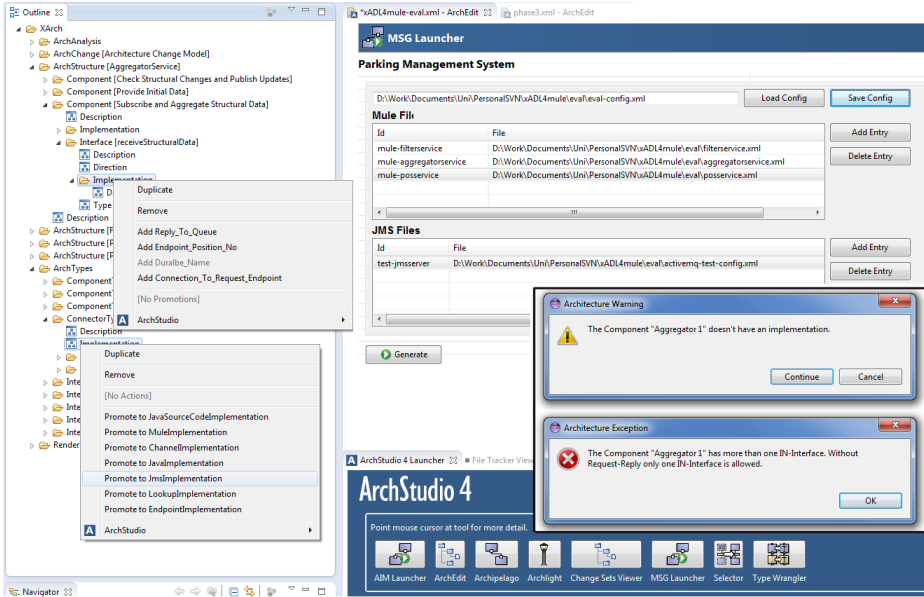 Outline
XArch
ArchAnalysis
ArchChange [Architecture Change Model]
ArchStructure [AggregatorService]
Component [Check Structural Changes and Publish Updates]
Component [Provide Initial Data]
Component [Subscribe and Aggregate Structural Data]
Description
Implementation
Interface [receiveStructuralData]
Description
Direction
Implementation
D
Type
Description
ArchStructure [F
ArchStructure [F
ArchStructure [F
ArchTypes
Component
Component
Component
ConnectorTy
Description
Implementation
Inte
Inte
Inte
Inte
Inte
Render
Duplicate
Remove
Add Reply_To_Queue
Add Endpoint_Position_No
Add Duralbe_Name
Add Connection_To_Request_Endpoint
[No Promotions]
ArchStudio
Duplicate
Remove
[No Actions]
Promote to JavaSourceCodeImplementation
Promote to MuleImplementation
Promote to ChannelImplementation
Promote to JavaImplementation
Promote to JmsImplementation
Promote to LookupImplementation
Promote to EndpointImplementation
ArchStudio
Navigator
*xADL4mule-eval.xml - ArchEdit phase3.xml - ArchEdit
MSG Launcher
Parking Management System
D:\Work\Documents\Uni\PersonalSVN\xADL4mule\eval\eval-config.xml Load Config Save Config
Mule File
Id File Add Entry
mule-filterservice D:\Work\Documents\Uni\PersonalSVN\xADL4mule\eval\filterservice.xml
mule-aggregatorservice D:\Work\Documents\Uni\PersonalSVN\xADL4mule\eval\aggregatorservice.xml Delete Entry
mule-posservice D:\Work\Documents\Uni\PersonalSVN\xADL4mule\eval\posservice.xml
JMS Files
Id File Add Entry
test-jmsserver D:\Work\Documents\Uni\PersonalSVN\xADL4mule\eval\activemq-test-config.xml Delete Entry
Generate
Architecture Warning
The Component "Aggregator1" doesn't have an implementation.
Continue Cancel
Architecture Exception
The Component "Aggregator1" has more than one IN-Interface. Without
Request-Reply only one IN-Interface is allowed.
OK
ArchStudio 4 Launcher File Tracker View
ArchStudio 4
Point mouse cursor at tool for more detail.
AIM Launcher ArchEdit Archipelago Archlight Change Sets Viewer MSG Launcher Selector Type Wrangler